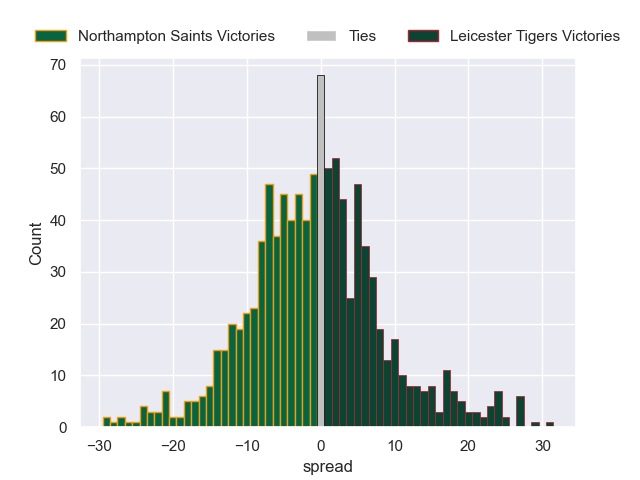 Northampton Saints Victories Ties Leicester Tigers Victories
70
60
50
40
30
20
10
0
Count
−30 −20 −10 0 10 20 30
spread